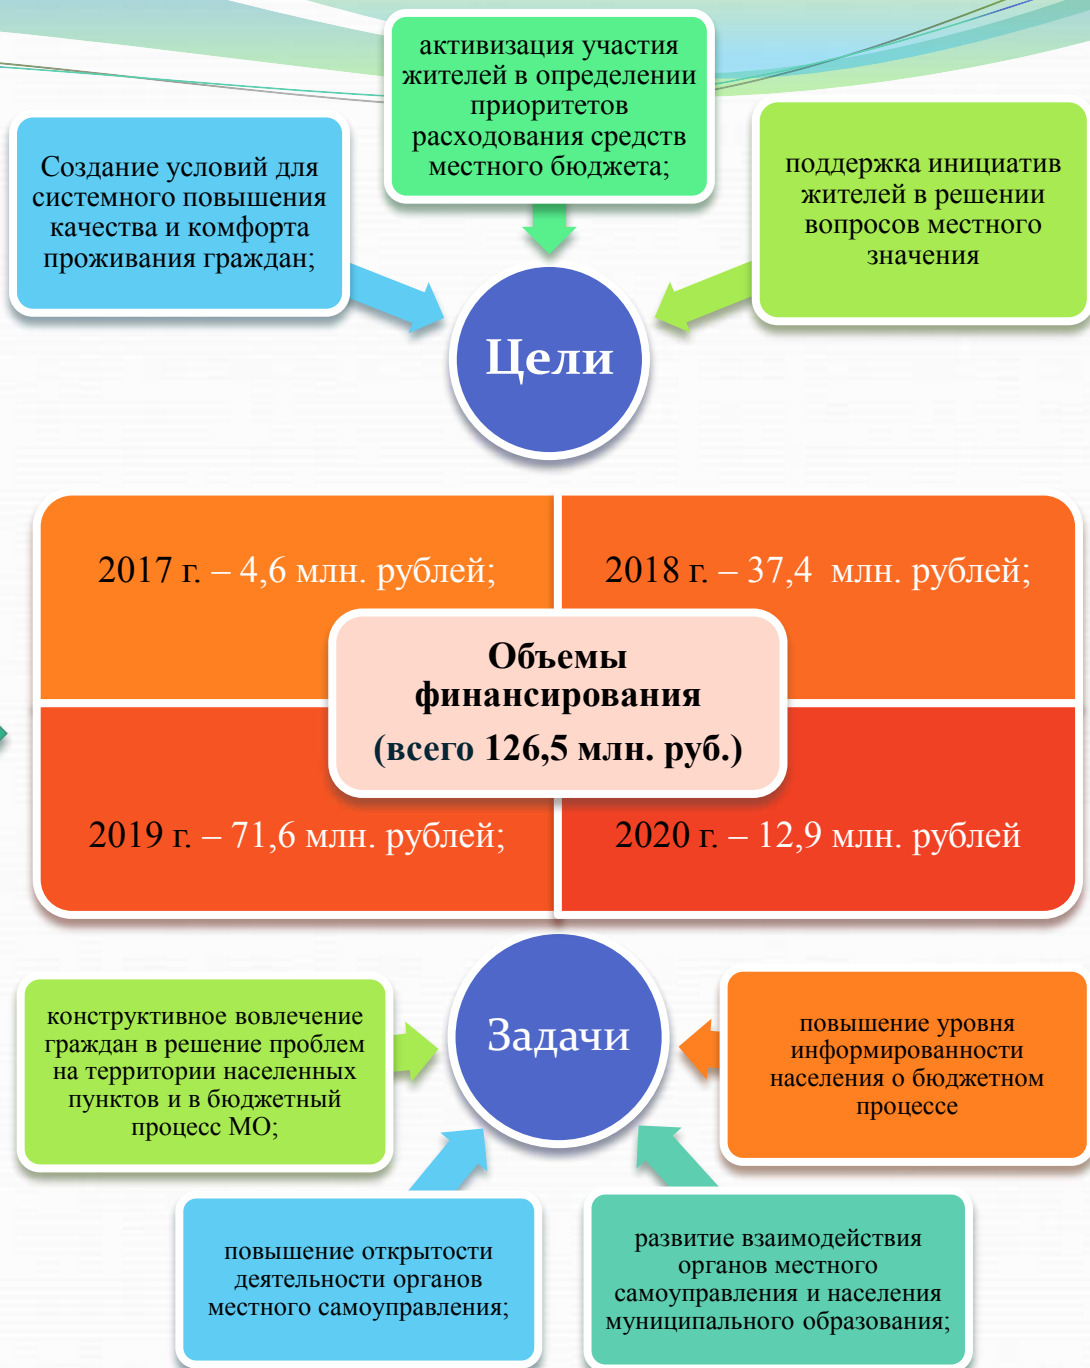 активизация участия
жителей в определении
приоритетов
расходования средств
местного бюджета;
Создание условий для
системного повышения
качества и комфорта
проживания граждан;
поддержка инициатив
жителей в решении
вопросов местного
значения
Цели
2017 г. – 4,6 млн. рублей;
2018 г. – 37,4 млн. рублей;
Объемы
финансирования
(всего 126,5 млн. руб.)
2019 г. – 71,6 млн. рублей;
2020 г. – 12,9 млн. рублей
Задачи
конструктивное вовлечение
граждан в решение проблем
на территории населенных
пунктов и в бюджетный
процесс МО;
повышение уровня
информированности
населения о бюджетном
процессе
повышение открытости
деятельности органов
местного самоуправления;
развитие взаимодействия
органов местного
самоуправления и населения
муниципального образования;